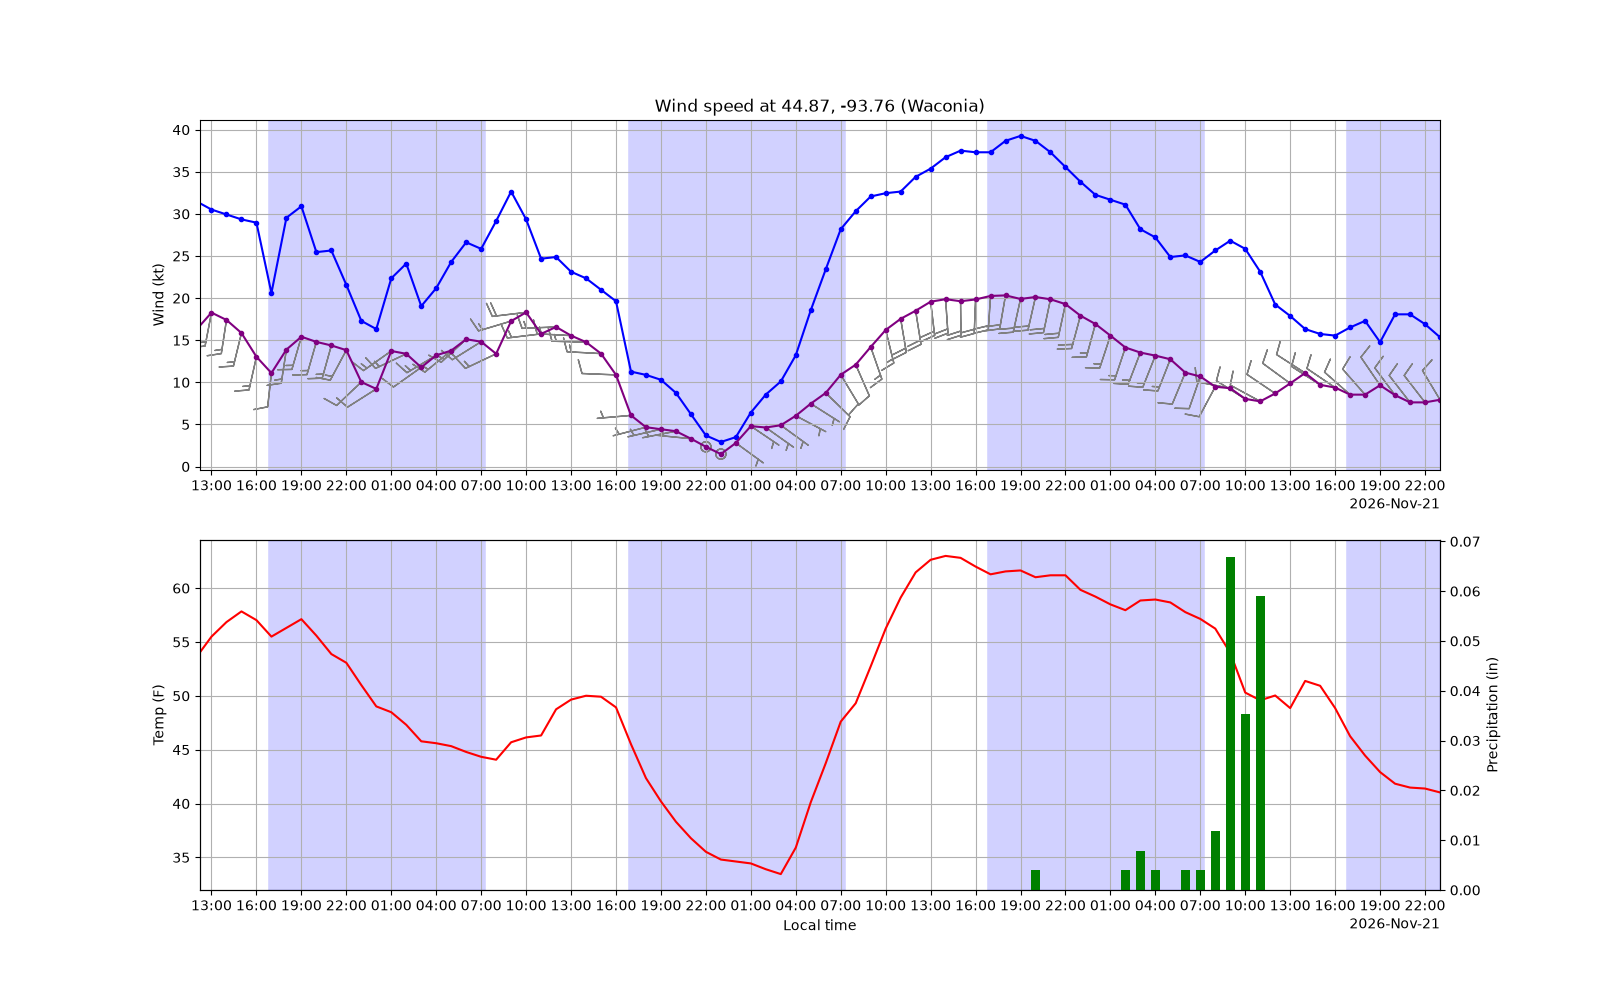 Wind speed at 44.87, -93.76 (Waconia)
Wind (kt)
40
35
30
25
20
15
10
5
0
13:00 16:00 19:00 22:00 01:00 04:00 07:00 10:00 13:00 16:00 19:00 22:00 01:00 04:00 07:00 10:00 13:00 16:00 19:00 22:00 01:00 04:00 07:00 10:00 13:00 16:00 19:00 22:00
2026-Nov-21
Temp (F)
60
55
50
45
40
35
0.07
0.06
0.05
0.04
0.03
0.02
0.01
0.00
Precipitation (in)
13:00 16:00 19:00 22:00 01:00 04:00 07:00 10:00 13:00 16:00 19:00 22:00 01:00 04:00 07:00 10:00 13:00 16:00 19:00 22:00 01:00 04:00 07:00 10:00 13:00 16:00 19:00 22:00
Local time
2026-Nov-21